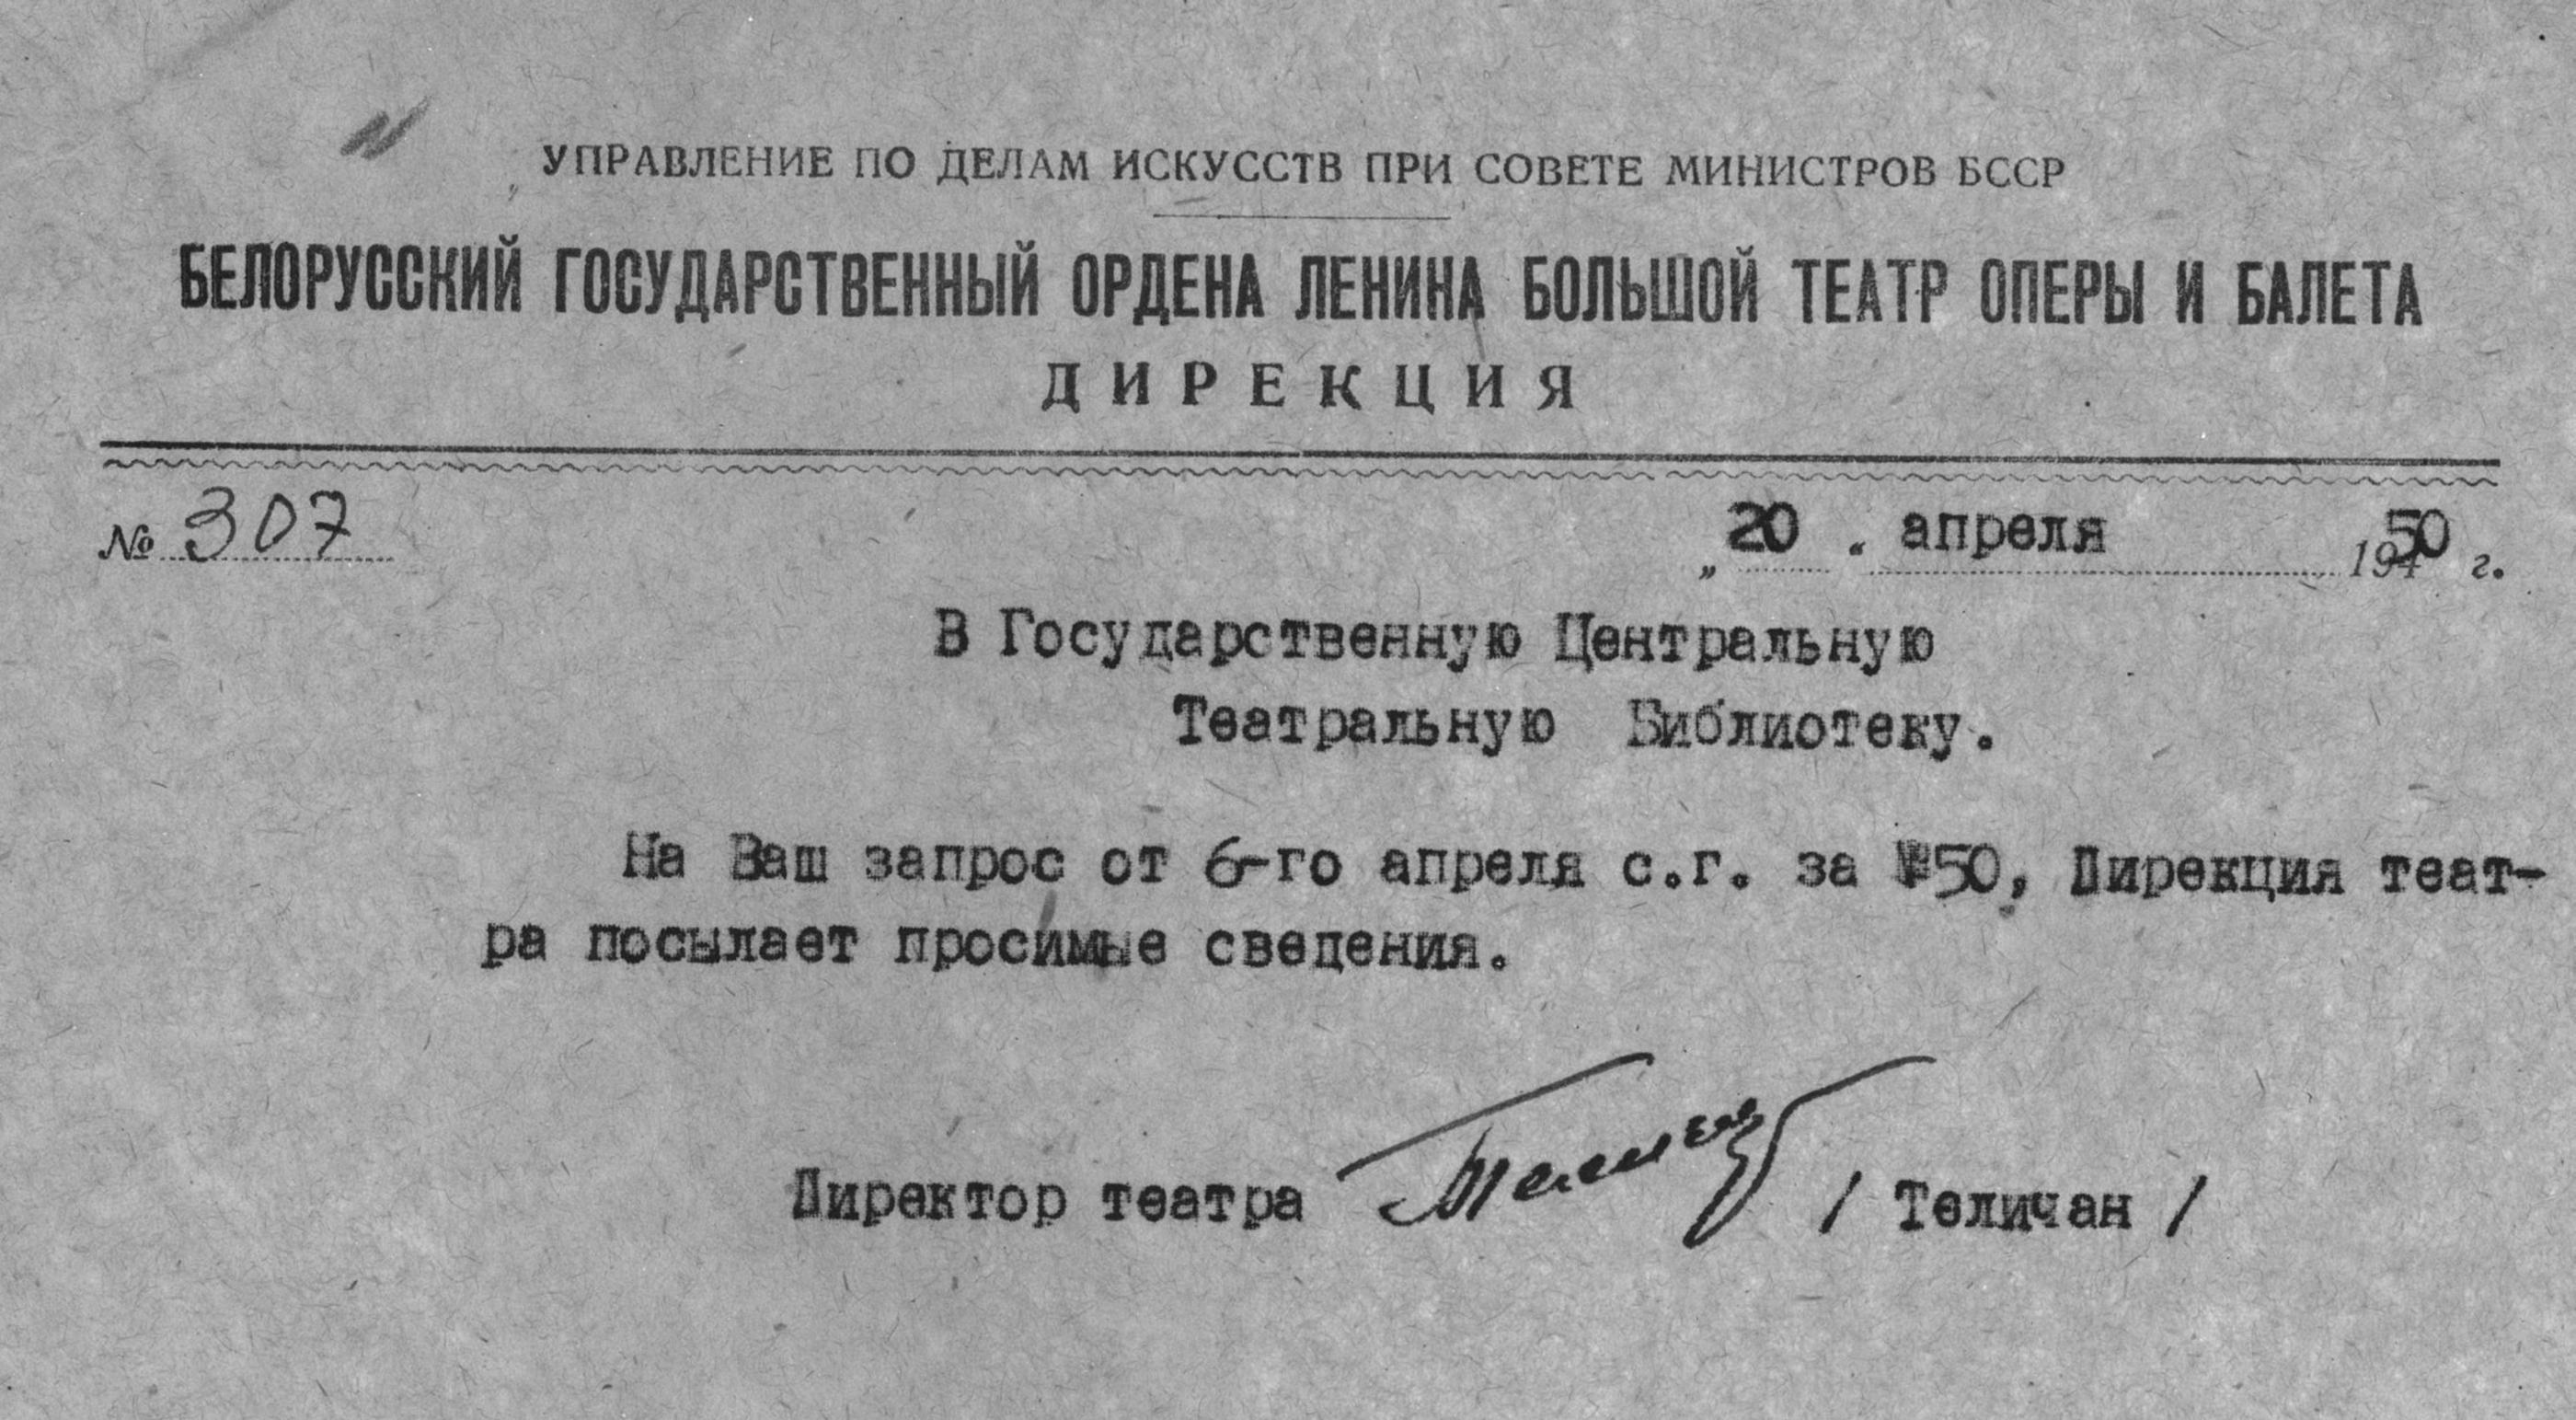 УПРАВЛЕНИЕ ПО ДЕЛАМ ИСКУССТВ ПРИ СОВЕТЕ МИНИСТРОВ БССР
БЕЛОРУССКИЙ ГОСУДАРСТВЕННЫЙ ОРДЕНА ЛЕНИНА БОЛЬШОЙ ТЕАТР ОПЕРЫ И БАЛЕТА
ДИРЕКЦИЯ
№ 307 „20" апреля 1950 г.
В Государственную Центральную
Театральную Библиотеку.
На Ваш запрос от 6-го апреля с.г. за №50, Дирекция теат-
ра посылает просимые сведения.
Директор театра / Теличан /